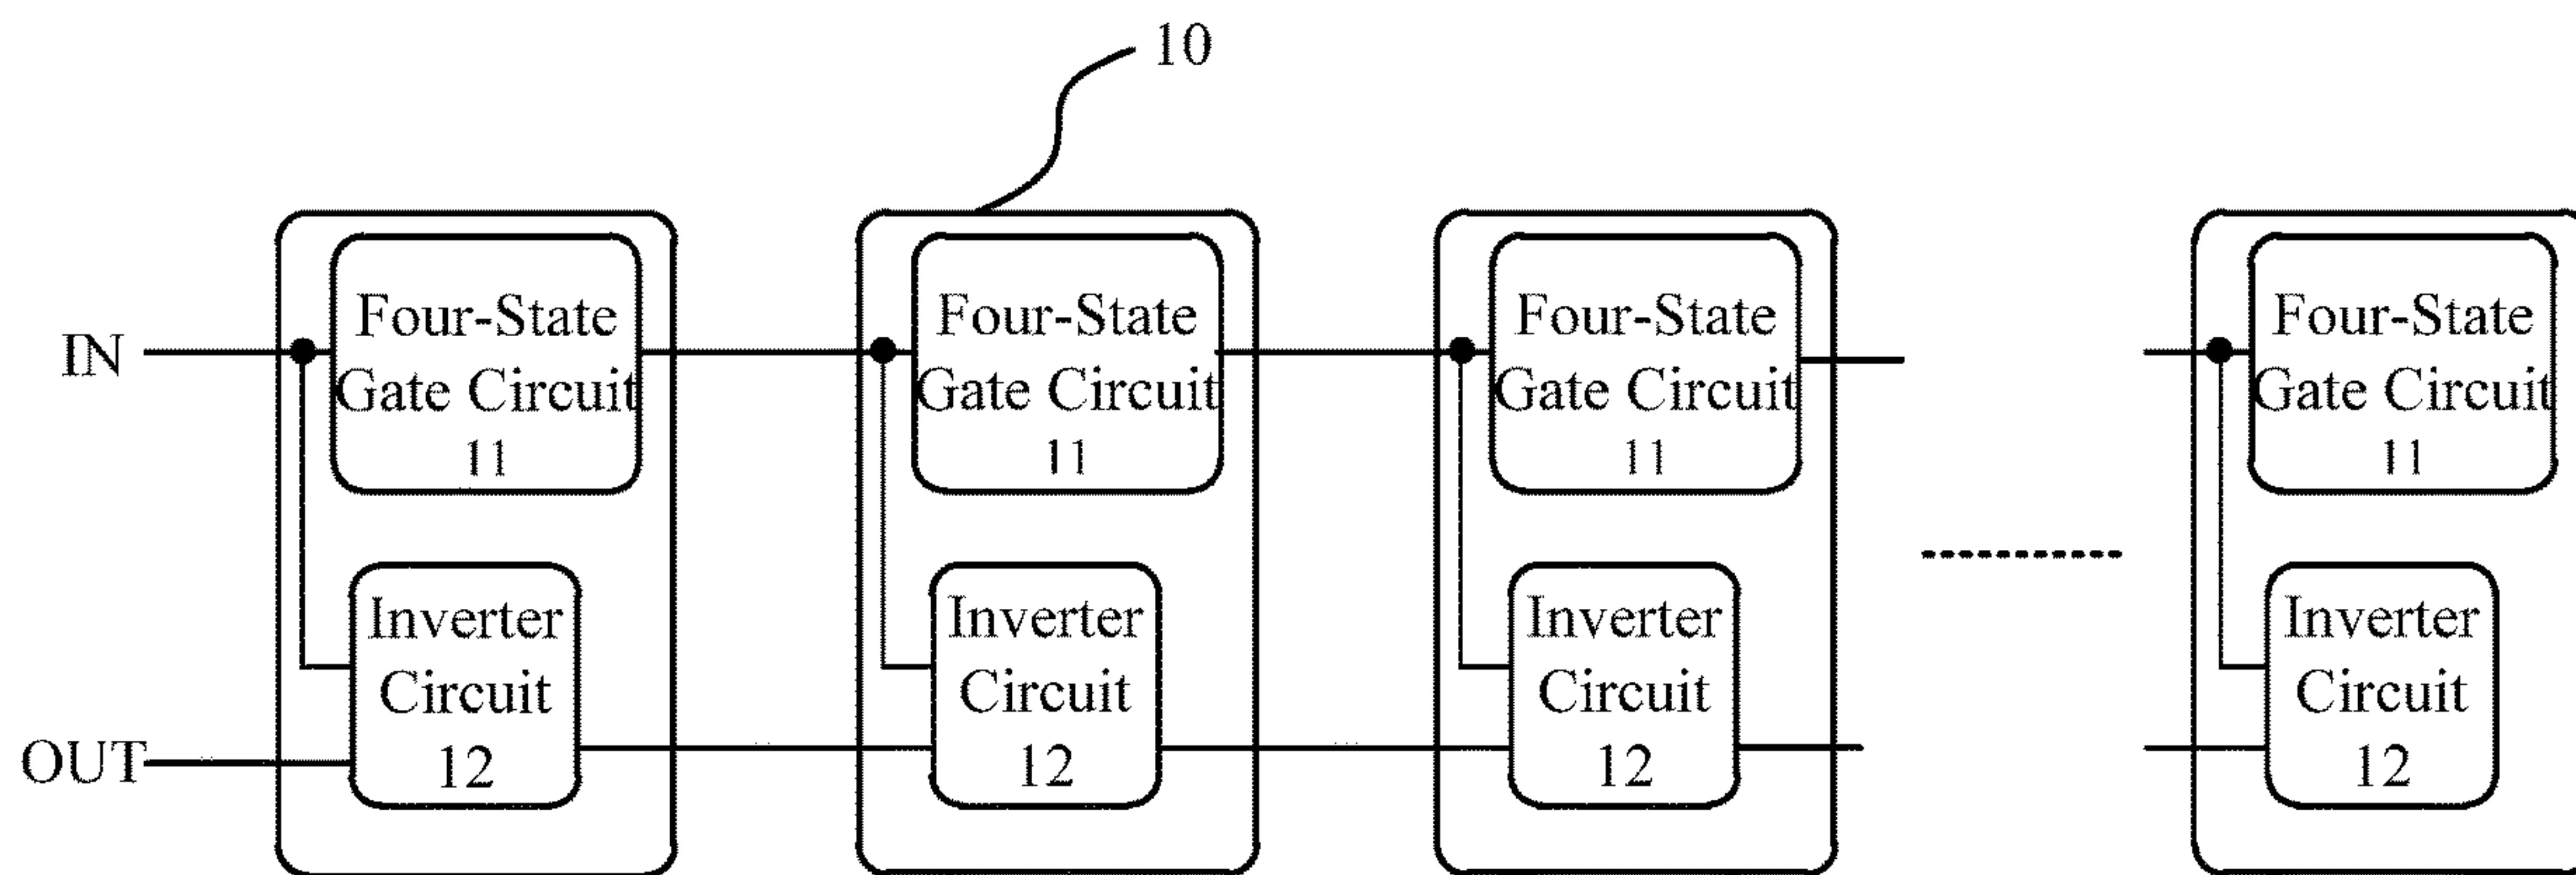 10
IN
Four-State
Gate Circuit
11
Inverter
Circuit
12
OUT
Four-State
Gate Circuit
11
Inverter
Circuit
12
Four-State
Gate Circuit
11
Inverter
Circuit
12
Four-State
Gate Circuit
11
Inverter
Circuit
12